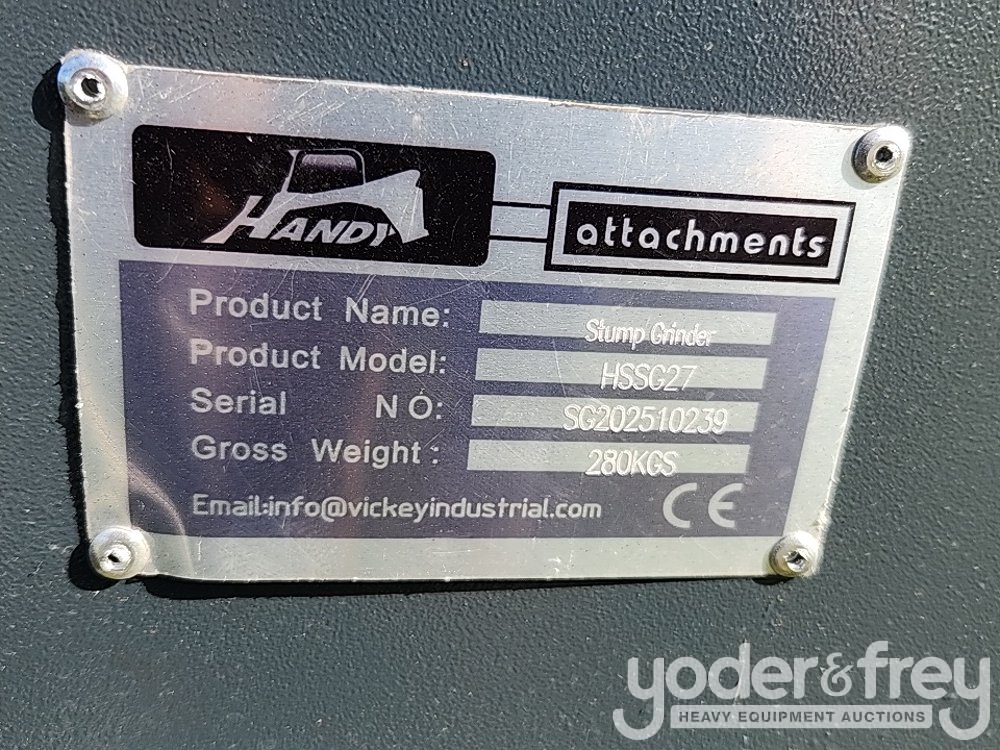 HANDY
attachments
Product Name: Stump Grinder
Product Model: HSSG27
Serial NO: SG202510239
Gross Weight: 280KGS
Email:info@vickeyindustrial.com CE
yoder&frey
HEAVY EQUIPMENT AUCTIONS